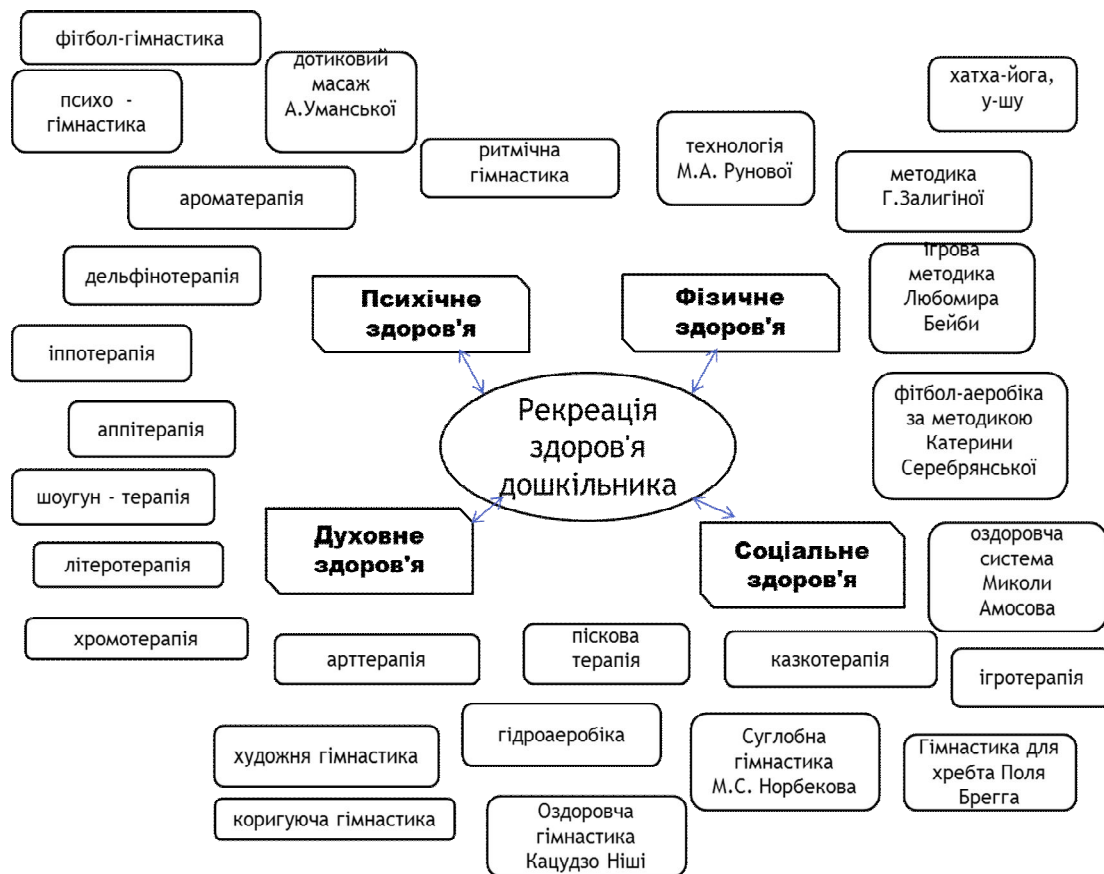 фітбол-гімнастика
психо -
гімнастика
дотиковий
масаж
А.Уманської
ритмічна
гімнастика
технологія
М.А. Рунової
хатха-йога,
у-шу
методика
Г.Залигіної
ароматерапія
дельфінотерапія
Психічне
здоров'я
Фізичне
здоров'я
ігрова
методика
Любомира
Бейби
іппотерапія
аппітерапія
Рекреація
здоров'я
дошкільника
фітбол-аеробіка
за методикою
Катерини
Серебрянської
шоугун - терапія
Духовне
здоров'я
Соціальне
здоров'я
оздоровча
система
Миколи
Амосова
літеротерапія
хромотерапія
арттерапія
піскова
терапія
казкотерапія
ігротерапія
художня гімнастика
гідроаеробіка
Суглобна
гімнастика
М.С. Норбекова
Гімнастика для
хребта Поля
Брегга
коригуюча гімнастика
Оздоровча
гімнастика
Кацудзо Ніші